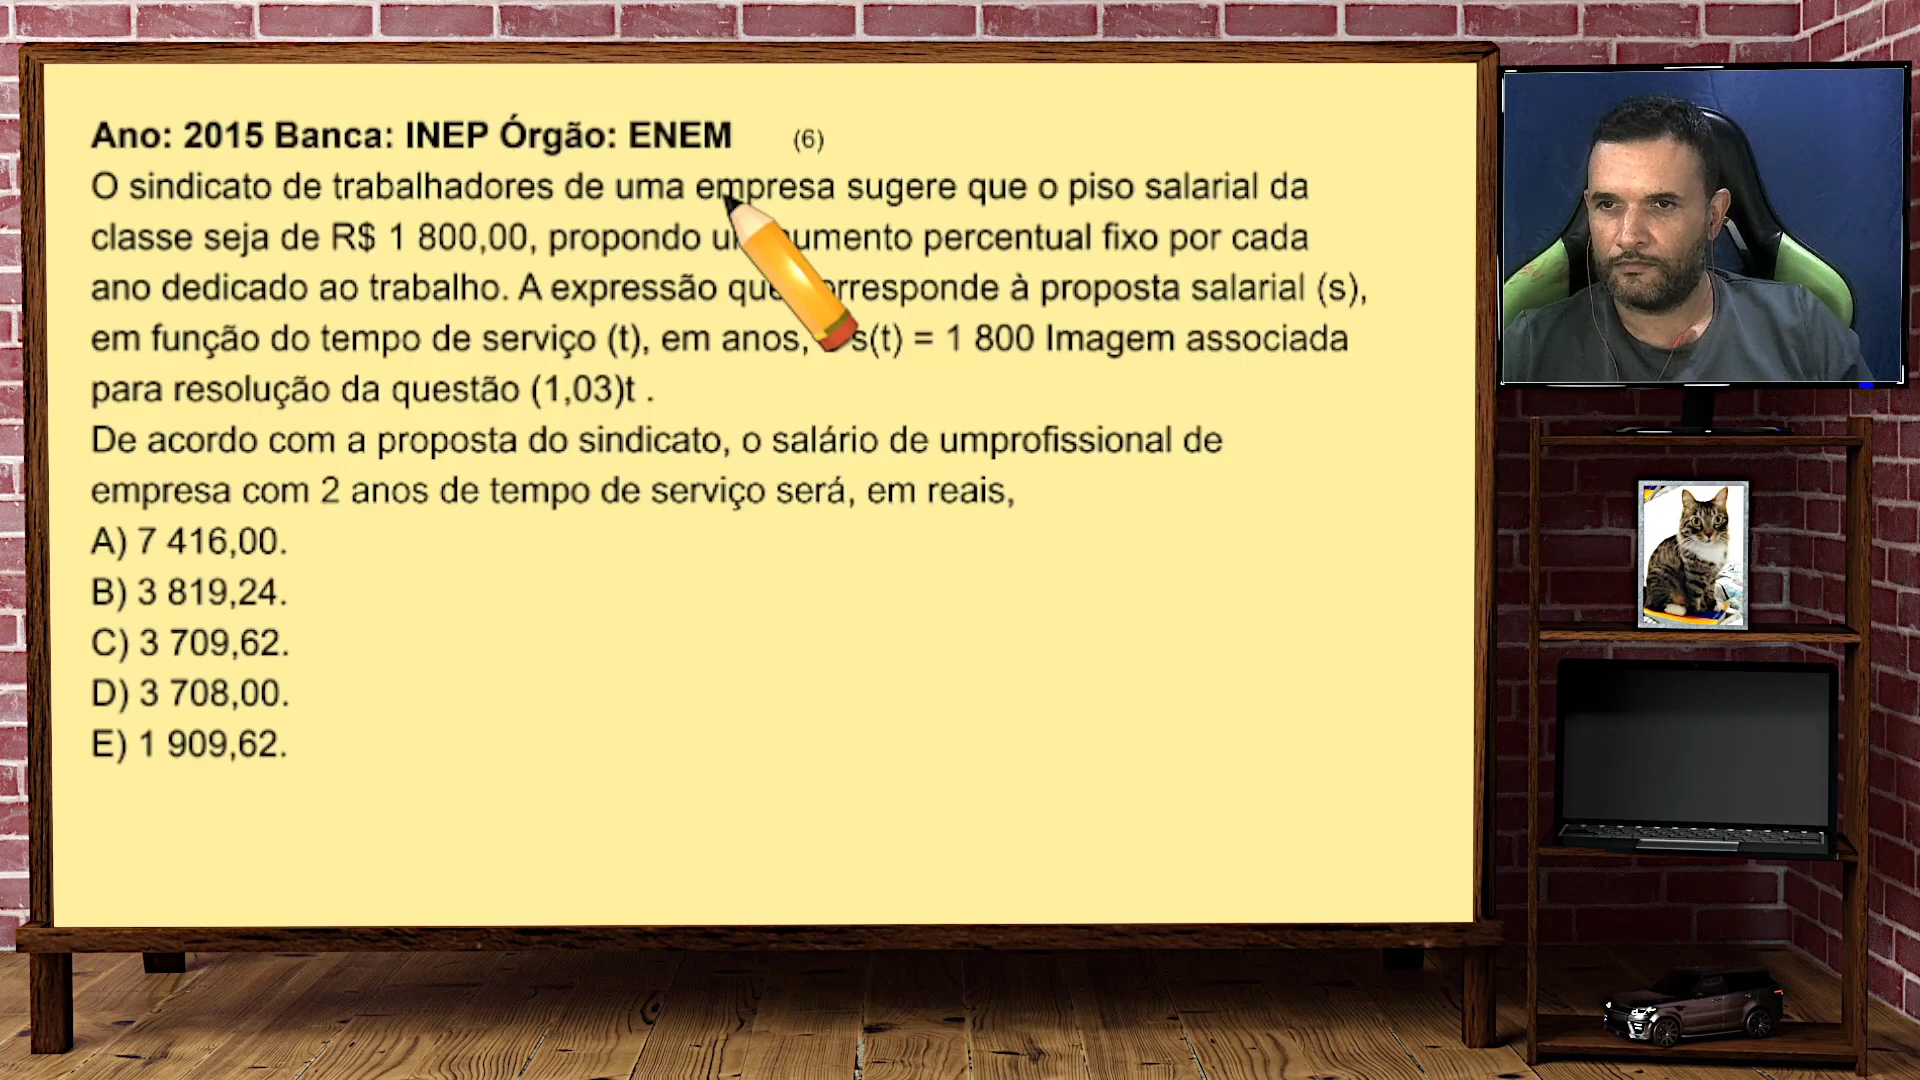 Ano: 2015 Banca: INEP Órgão: ENEM (6)
O sindicato de trabalhadores de uma empresa sugere que o piso salarial da
classe seja de R$ 1 800,00, propondo percentual fixo por cada
ano dedicado ao trabalho. A expressão à proposta salarial (s),
em função do tempo de serviço (t), em anos, s(t) = 1 800 Imagem associada
para resolução da questão (1,03)t .
De acordo com a proposta do sindicato, o salário de umprofissional de
empresa com 2 anos de tempo de serviço será, em reais,
A) 7 416,00.
B) 3 819,24.
C) 3 709,62.
D) 3 708,00.
E) 1 909,62.